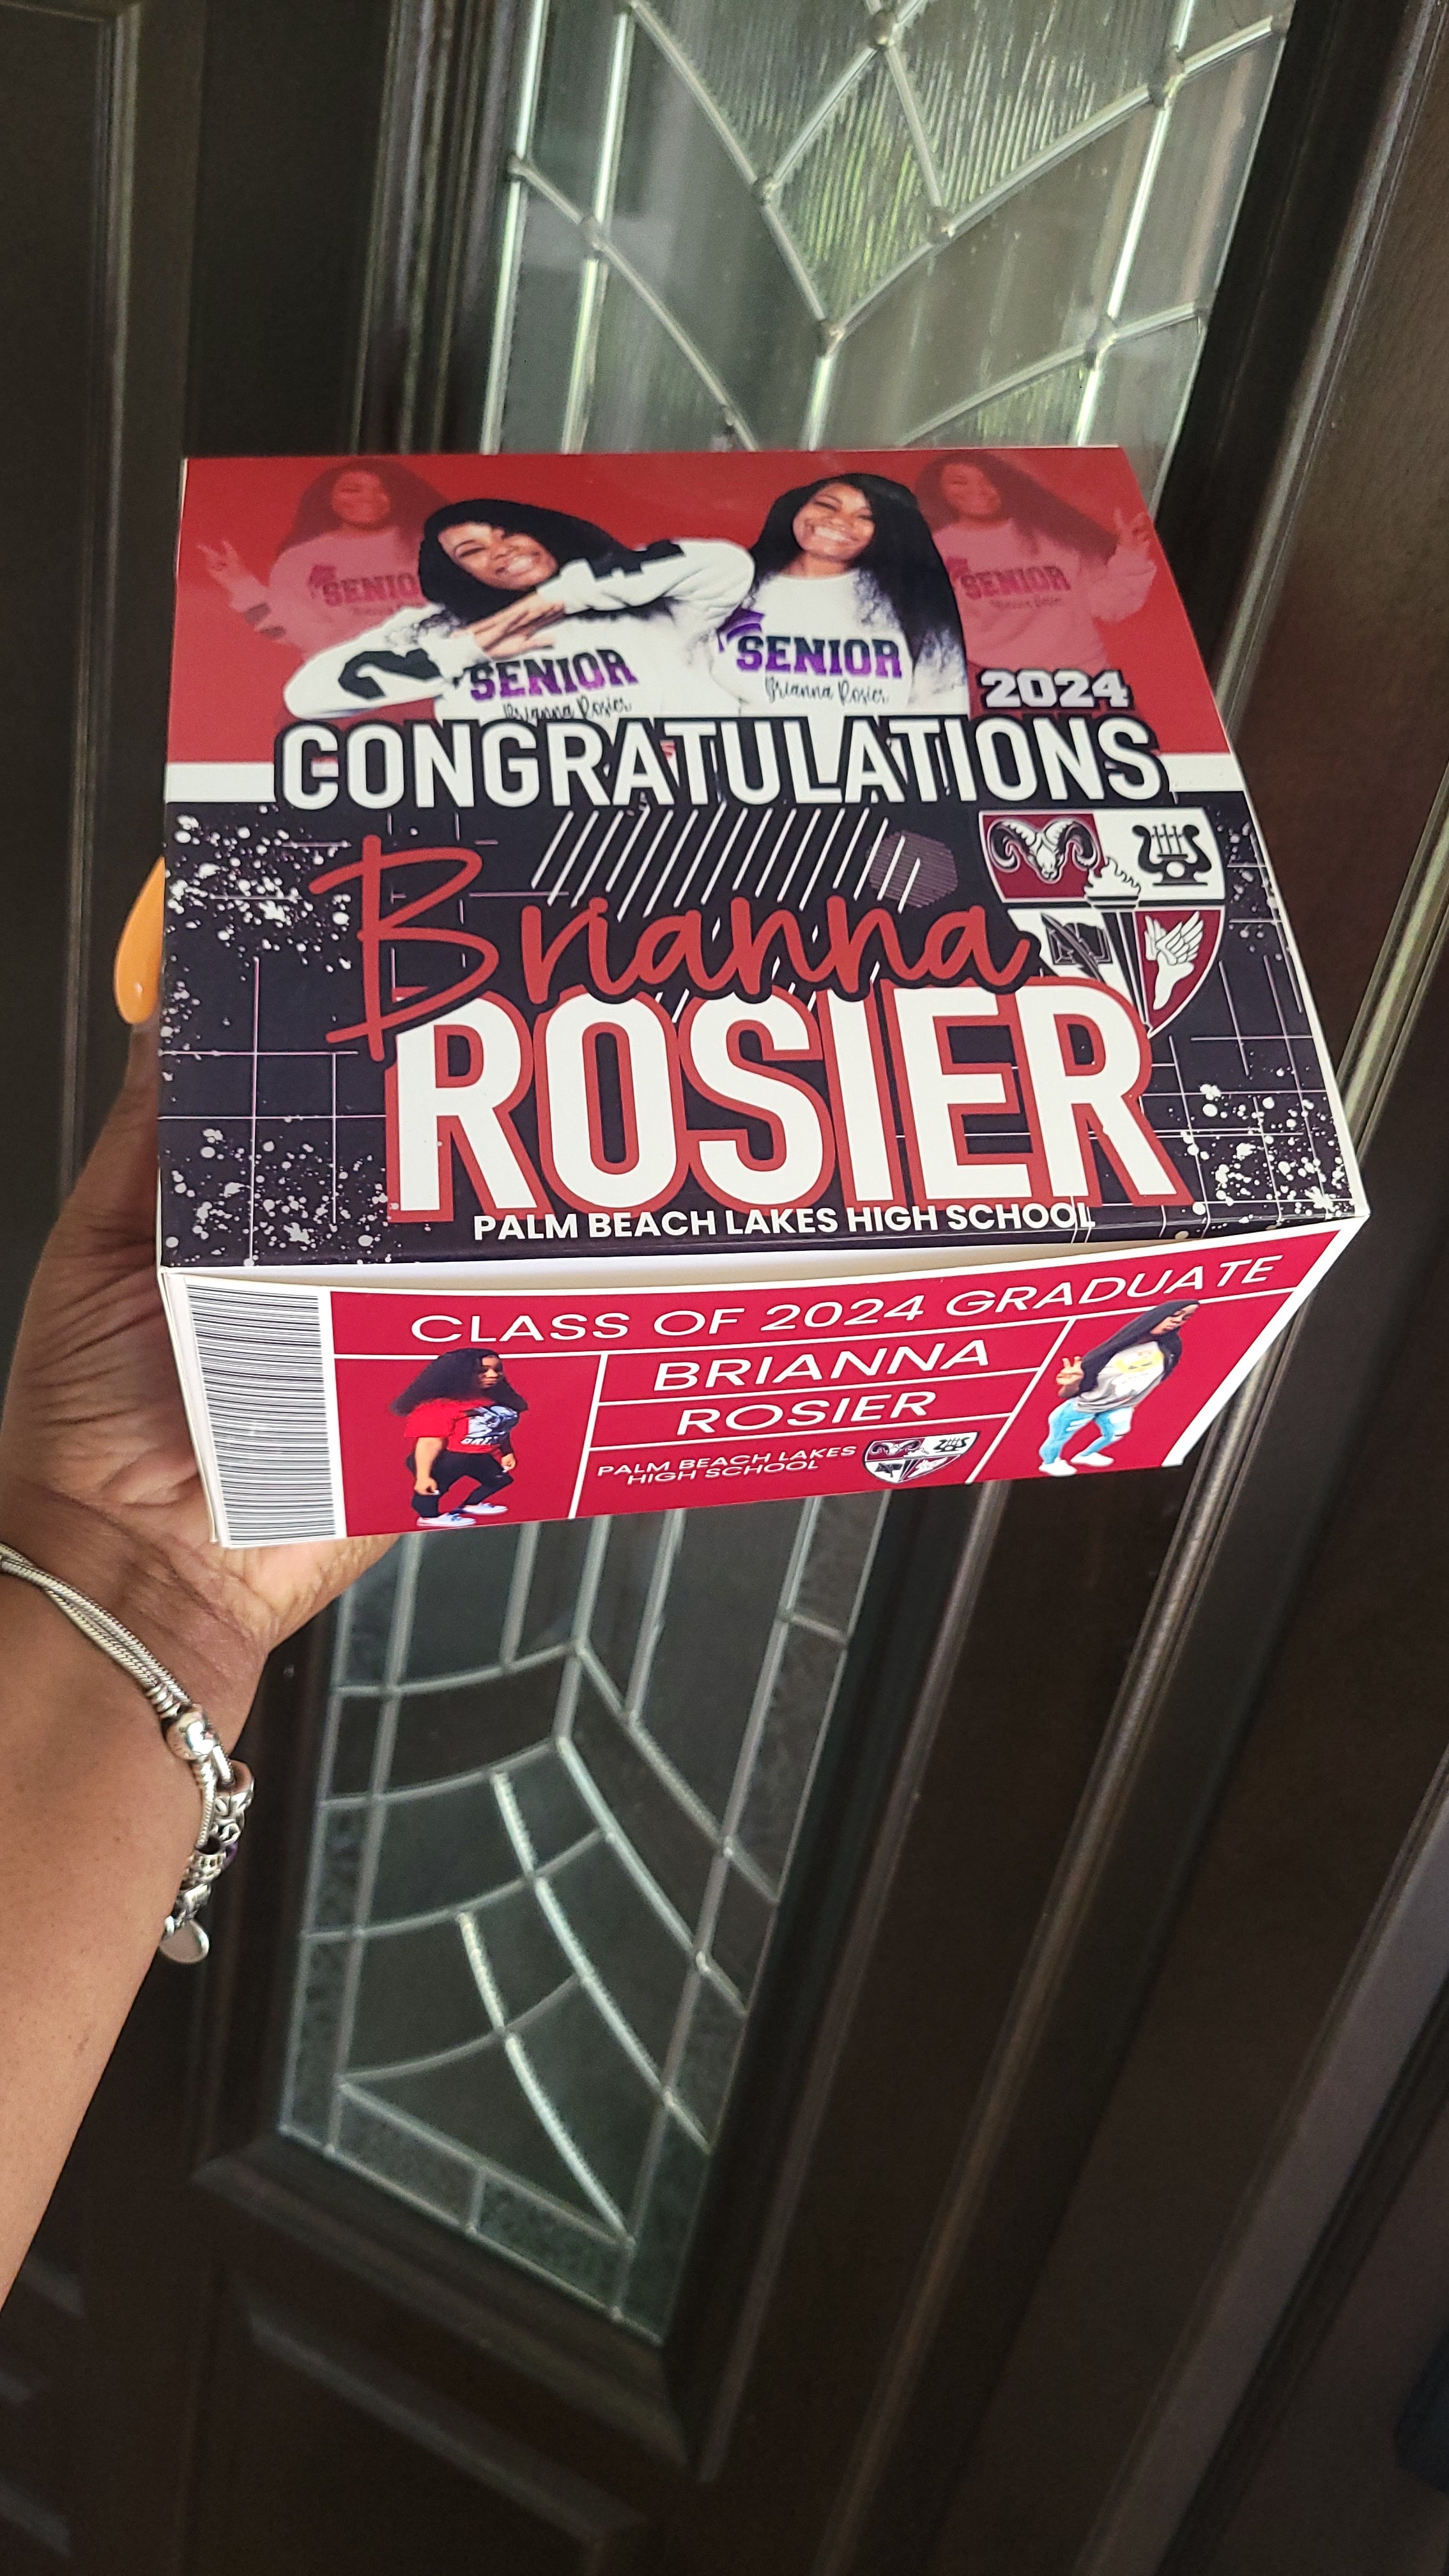 SENIOR
SENIOR
SENIOR
SENIOR
Brianna Rosier
Brianna Rosier
2024
CONGRATULATIONS
Brianna
ROSIER
PALM BEACH LAKES HIGH SCHOOL
CLASS OF 2024 GRADUATE
BRIANNA
ROSIER
PALM BEACH LAKES
HIGH SCHOOL